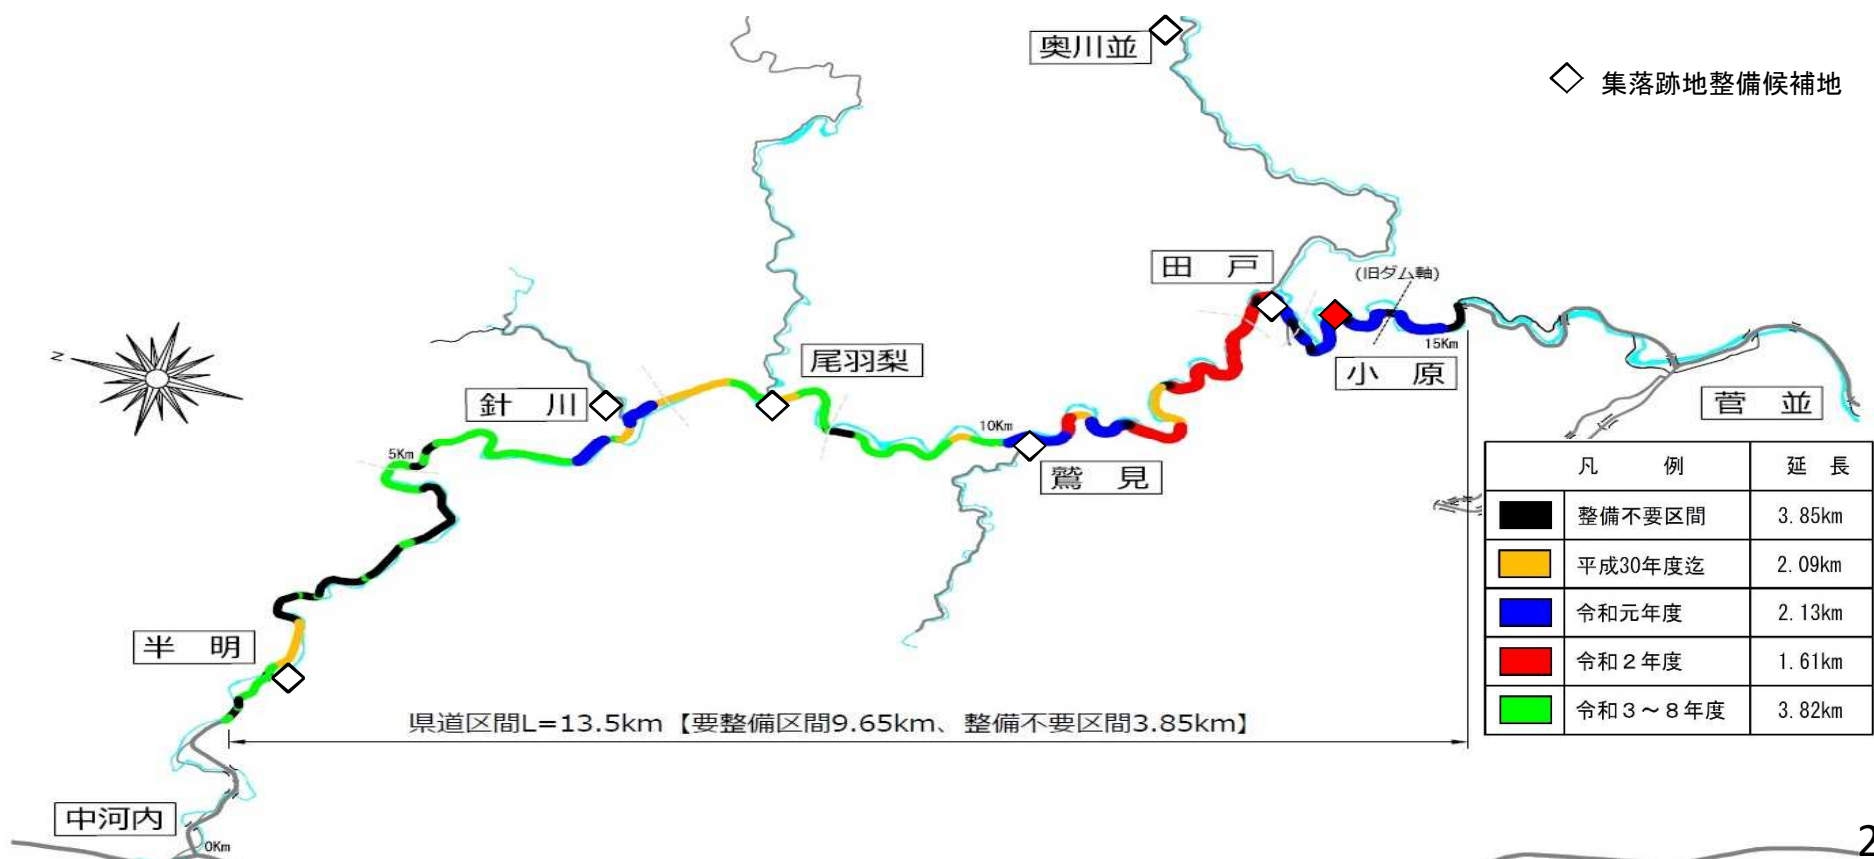 奥川並
集落跡地整備候補地
田 戸
(旧ダム軸)
15Km
小 原
尾羽梨
針 川
N
菅 並
10Km
鷲 見
5Km
凡 例 延 長
整備不要区間 3.85km
平成30年度迄 2.09km
令和元年度 2.13km
令和２年度 1.61km
令和３～８年度 3.82km
半 明
県道区間L=13.5km【要整備区間9.65km、整備不要区間3.85km】
中河内
0Km
2